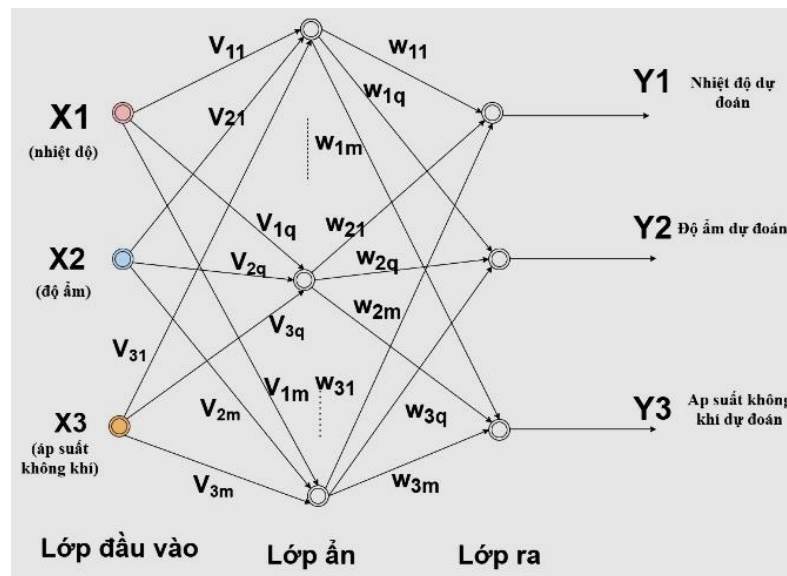 V11
w11
Y1
Nhiệt độ dự
đoán
w1q
X1
(nhiệt dộ)
V21
w1m
V1q
w21
Y2
Độ ẩm dự đoán
X2
(độ ẩm)
V2q
w2q
w2m
V3q
V31
V1m
w31
Y3
Ap suất không
khí dự đoán
X3
(áp suất
không khí)
V2m
w3q
V3m
w3m
Lớp đầu vào
Lớp ẩn
Lớp ra